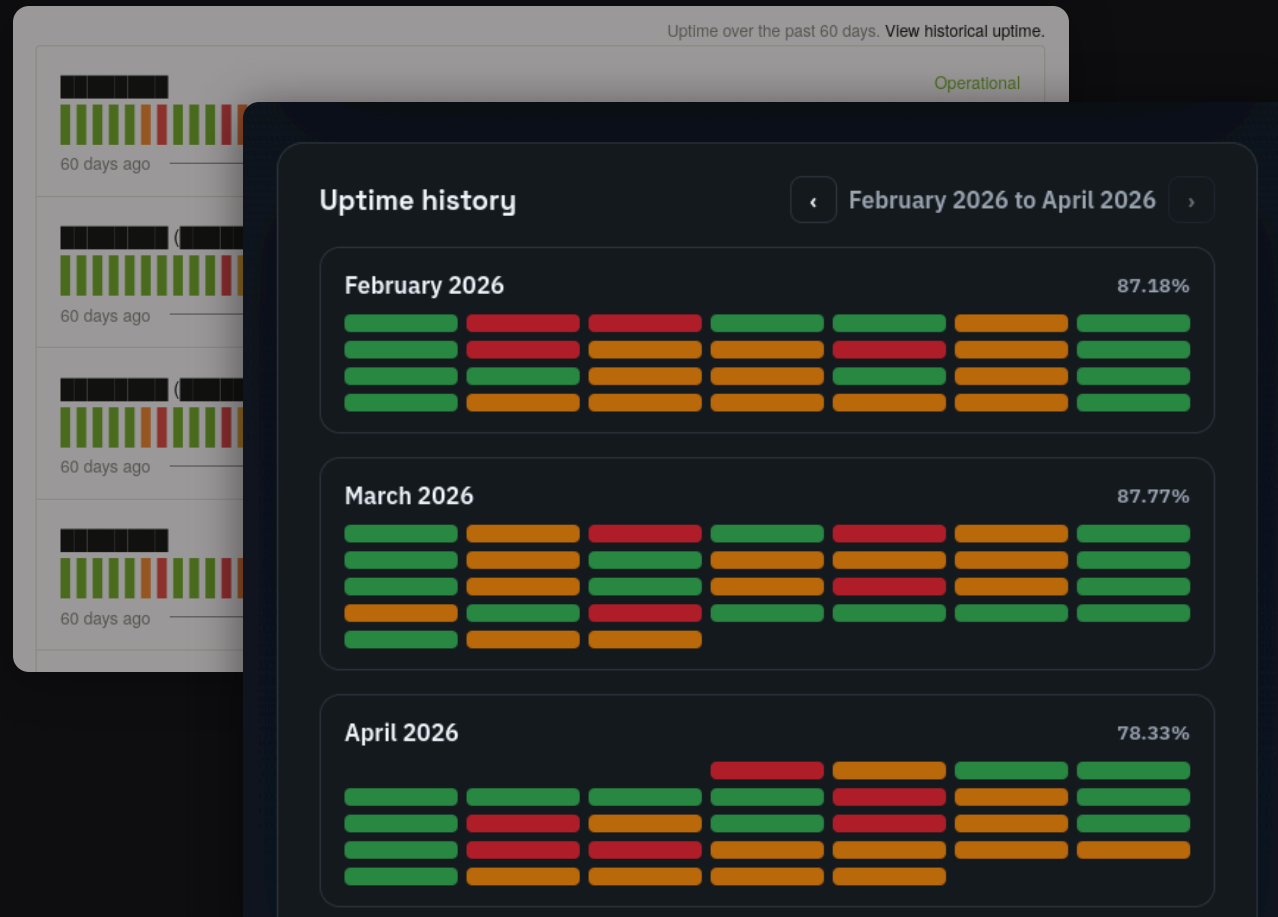 Uptime over the past 60 days. View historical uptime.
Operational
60 days ago
(
60 days ago
(
60 days ago
60 days ago
Uptime history
‹ February 2026 to April 2026 ›
February 2026 87.18%
March 2026 87.77%
April 2026 78.33%